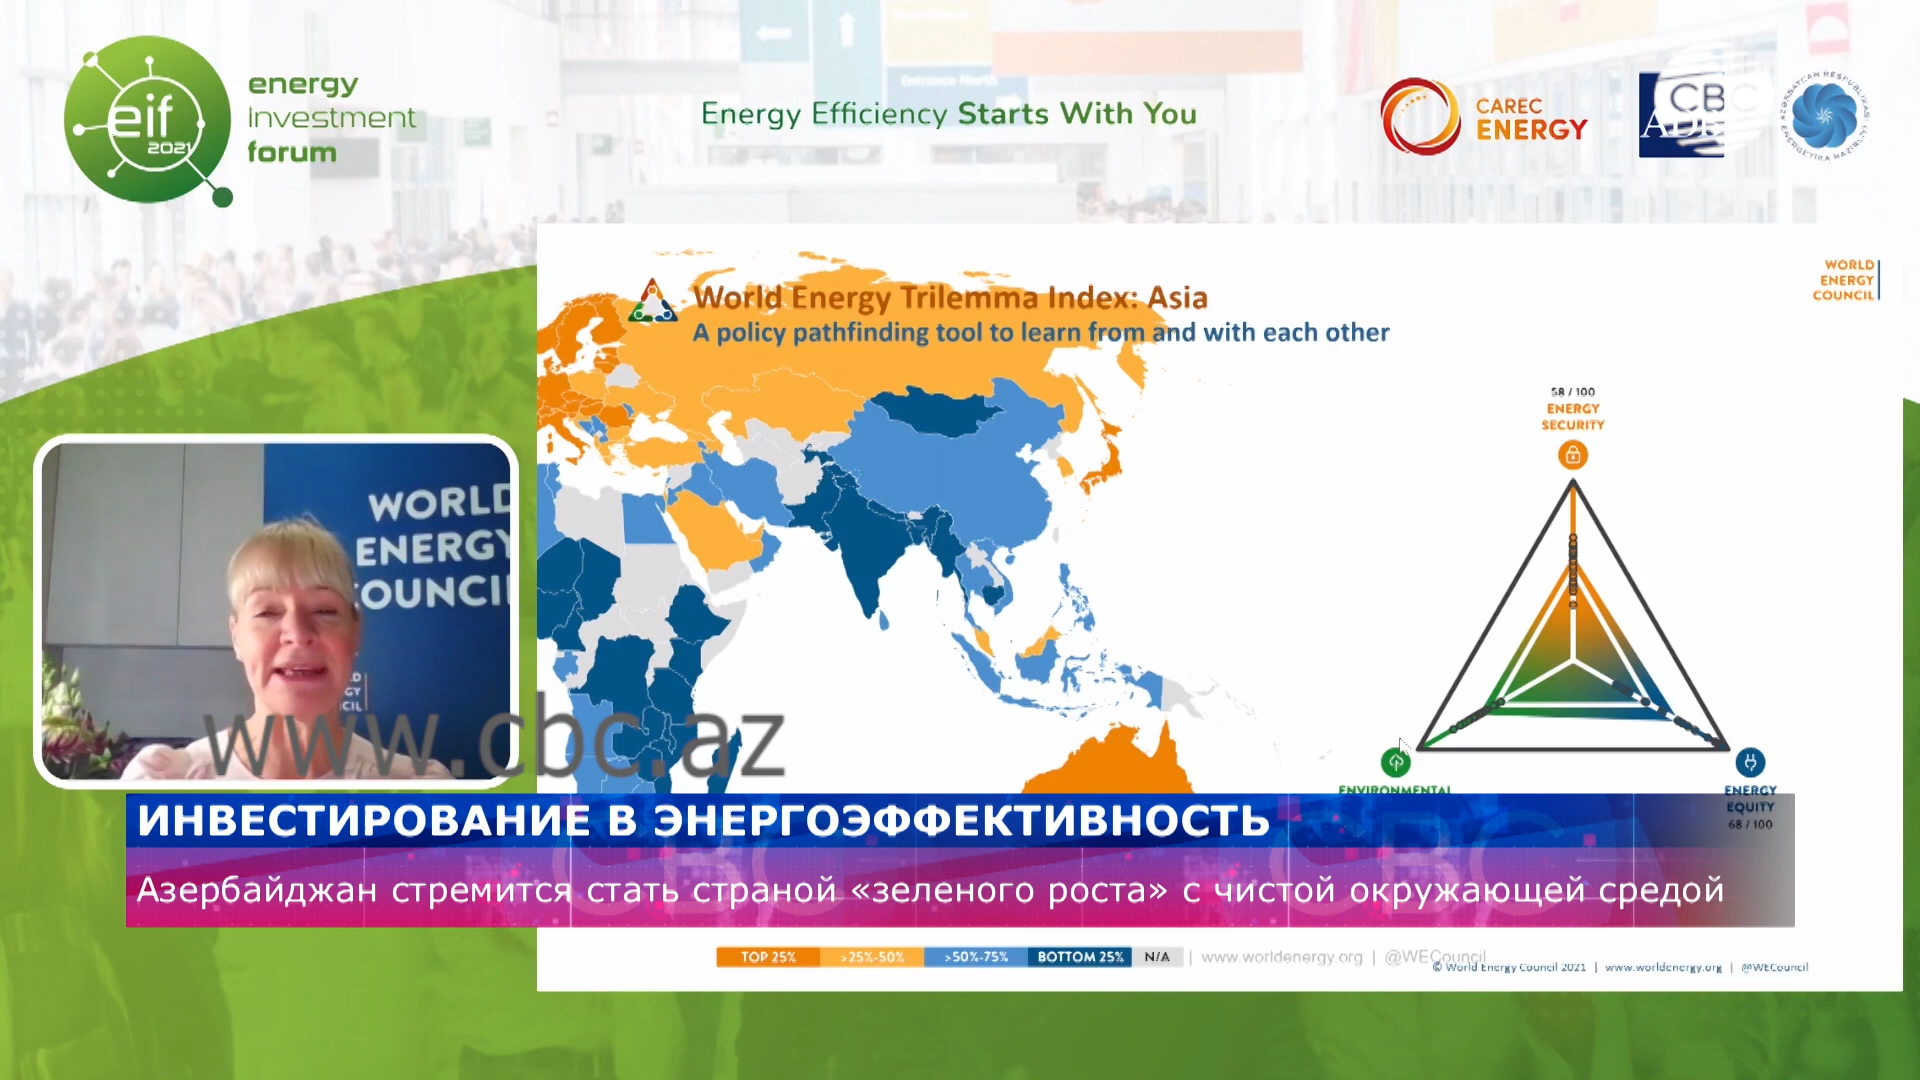 eif
2021
energy
Investment
forum
Energy Efficiency Starts With You
CAREC
ENERGY
CBC
WORLD
ENERGY
COUNCIL
World Energy Trilemma Index: Asia
A policy pathfinding tool to learn from and with each other
58 / 100
ENERGY
SECURITY
WORLD
ENERGY
COUNCIL
www.cbc.az
ENVIRONMENTAL
ENERGY
EQUITY
68 / 100
ИНВЕСТИРОВАНИЕ В ЭНЕРГОЭФФЕКТИВНОСТЬ
Азербайджан стремится стать страной «зеленого роста» с чистой окружающей средой
TOP 25% >25%-50% >50%-75% BOTTOM 25% N/A | www.worldenergy.org | @WECouncil
© World Energy Council 2021 | www.worldenergy.org | @WECouncil